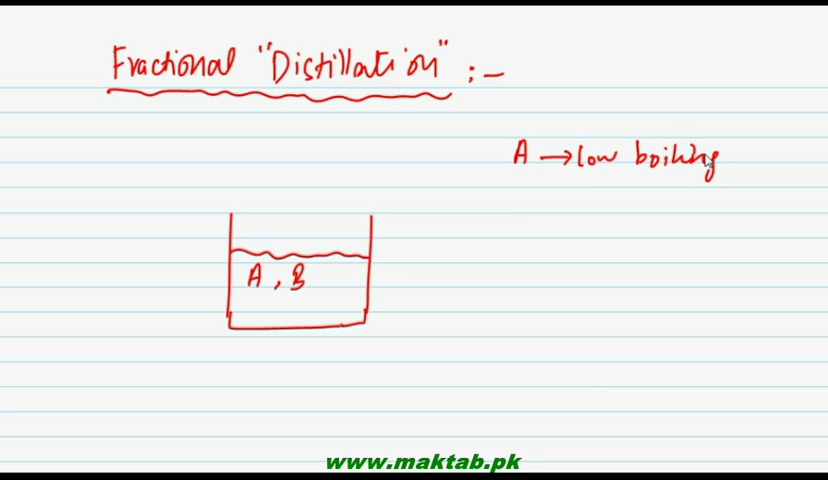 Fractional "Distillation" :-
A → low boiling
A , B
www.maktab.pk